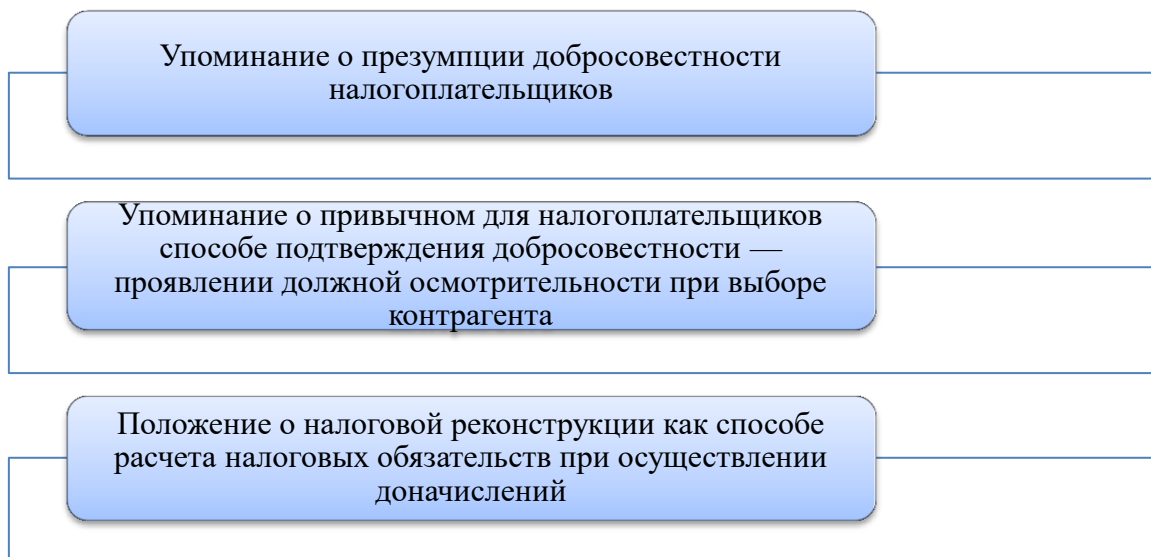 Упоминание о презумпции добросовестности
налогоплательщиков
Упоминание о привычном для налогоплательщиков
способе подтверждения добросовестности —
проявлении должной осмотрительности при выборе
контрагента
Положение о налоговой реконструкции как способе
расчета налоговых обязательств при осуществлении
доначислений